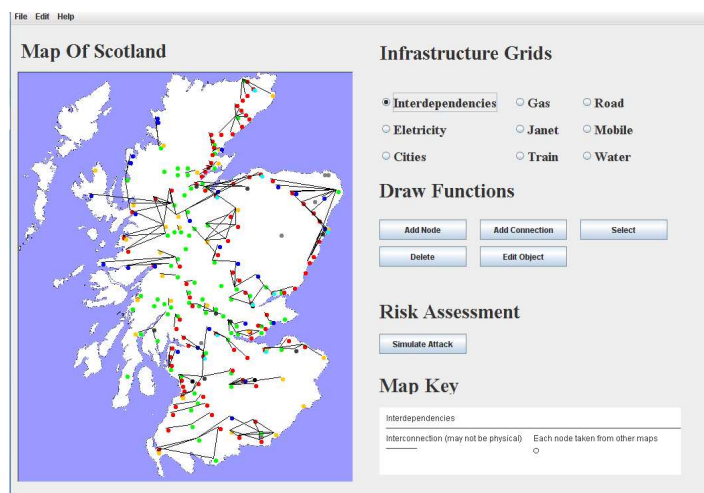 File Edit Help
Map Of Scotland
Infrastructure Grids
Interdependencies Gas Road
Eletricity Janet Mobile
Cities Train Water
Draw Functions
Add Node Add Connection Select
Delete Edit Object
Risk Assessment
Simulate Attack
Map Key
Interdependencies
Interconnection (may not be physical) Each node taken from other maps